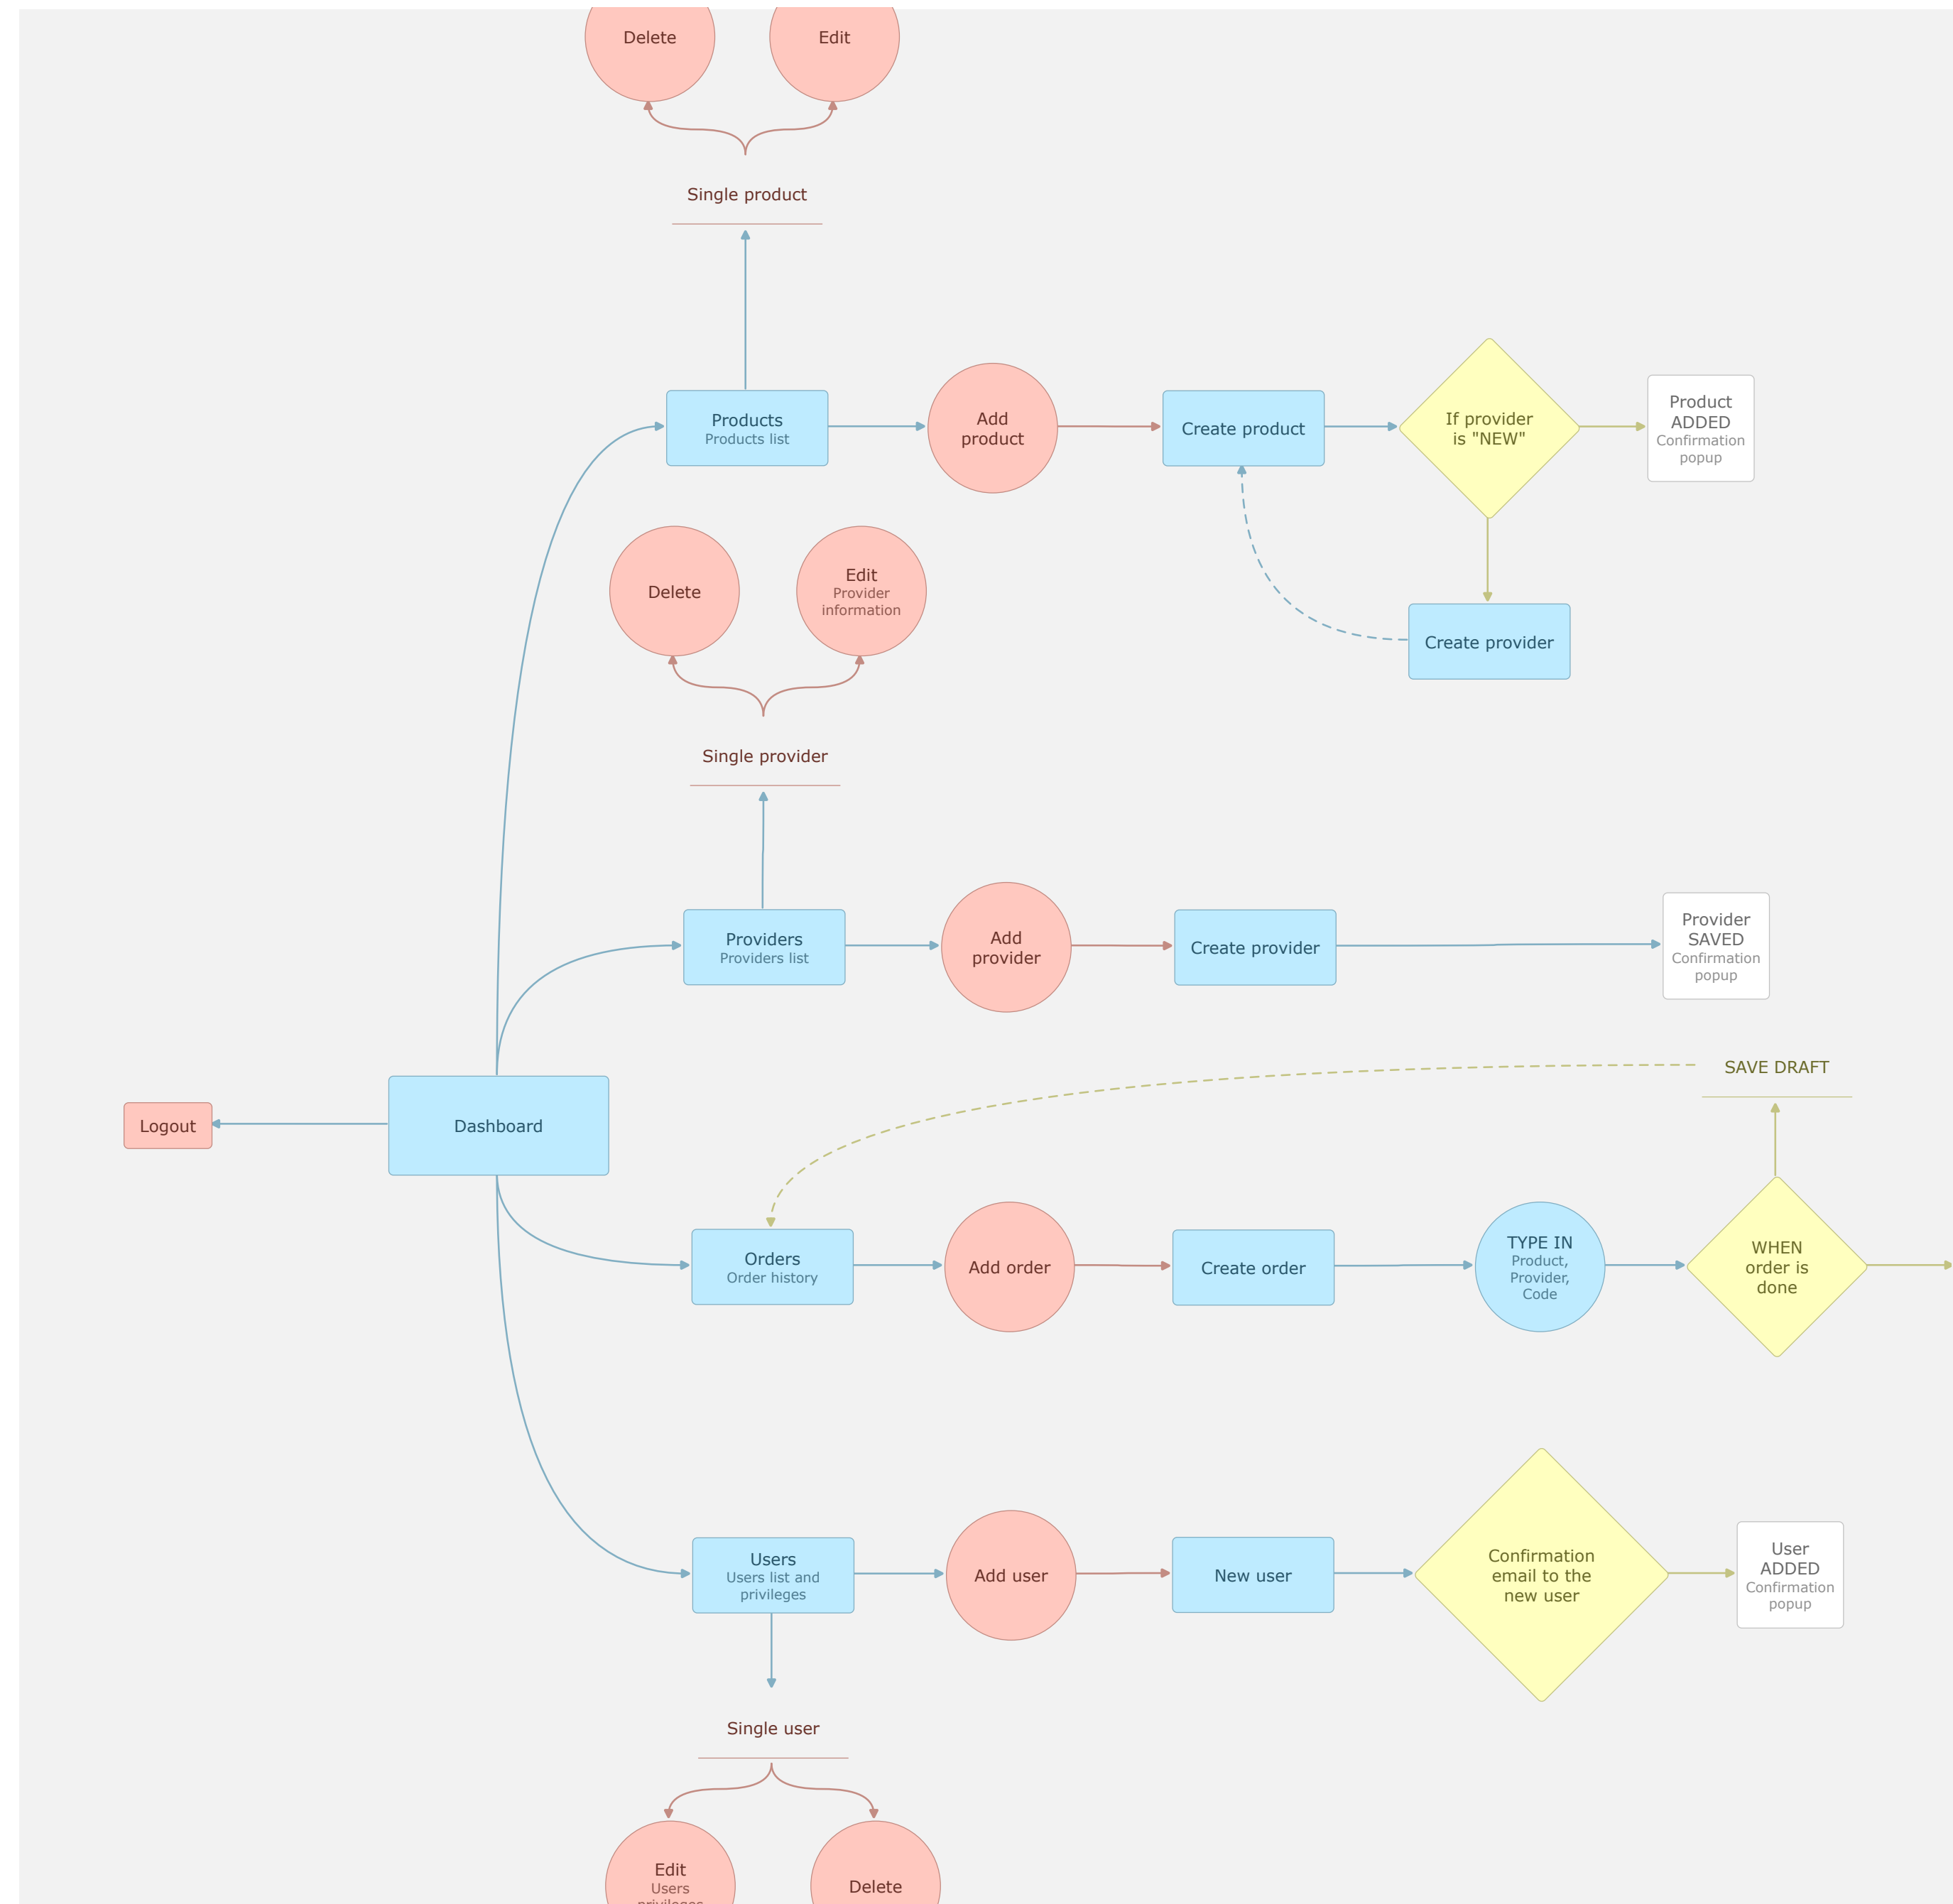 Delete
Edit
Single product
Products
Products list
Add
product
Create product
If provider
is "NEW"
Product
ADDED
Confirmation
popup
Delete
Edit
Provider
information
Create provider
Single provider
Providers
Providers list
Add
provider
Create provider
Provider
SAVED
Confirmation
popup
SAVE DRAFT
Logout
Dashboard
Orders
Order history
Add order
Create order
TYPE IN
Product,
Provider,
Code
WHEN
order is
done
Users
Users list and
privileges
Add user
New user
Confirmation
email to the
new user
User
ADDED
Confirmation
popup
Single user
Edit
Users
privileges
Delete